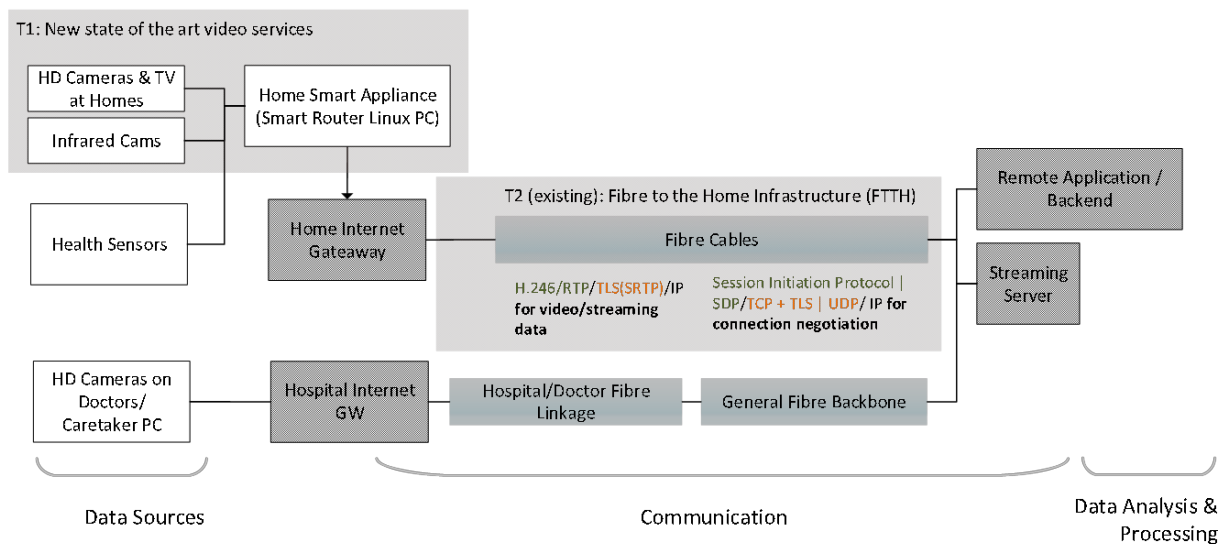 T1: New state of the art video services
HD Cameras & TV
at Homes
Infrared Cams
Home Smart Appliance
(Smart Router Linux PC)
Health Sensors
Home Internet
Gateaway
T2 (existing): Fibre to the Home Infrastructure (FTTH)
Fibre Cables
H.246/RTP/TLS(SRTP)/IP
for video/streaming
data
Session Initiation Protocol |
SDP/TCP + TLS | UDP/ IP for
connection negotiation
Remote Application /
Backend
Streaming
Server
HD Cameras on
Doctors/
Caretaker PC
Hospital Internet
GW
Hospital/Doctor Fibre
Linkage
General Fibre Backbone
Data Sources
Communication
Data Analysis &
Processing